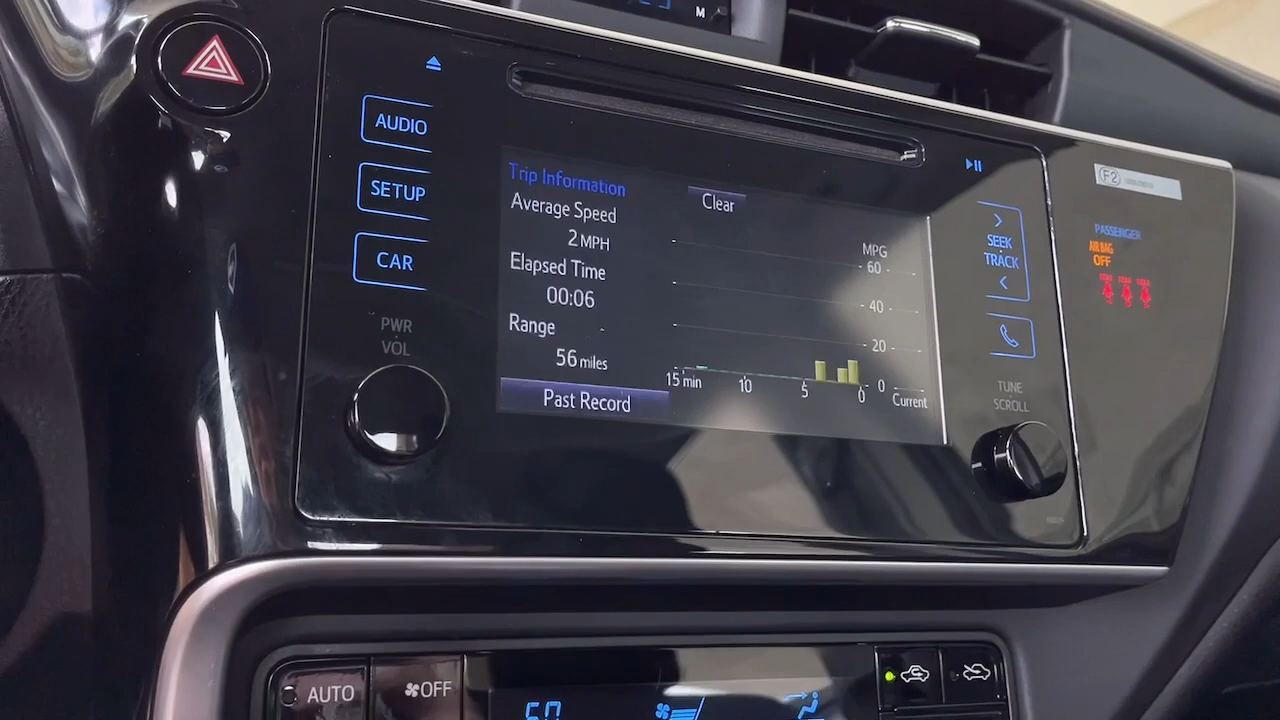 M
AUDIO
SETUP
CAR
PWR
VOL
Trip Information
Clear
Average Speed
2 MPH
Elapsed Time
00:06
Range
56 miles
Past Record
MPG
60
40
20
0
15 min
10
5
0
Current
SEEK
TRACK
TUNE
SCROLL
F2
PASSENGER
AIR BAG
OFF
AUTO
OFF